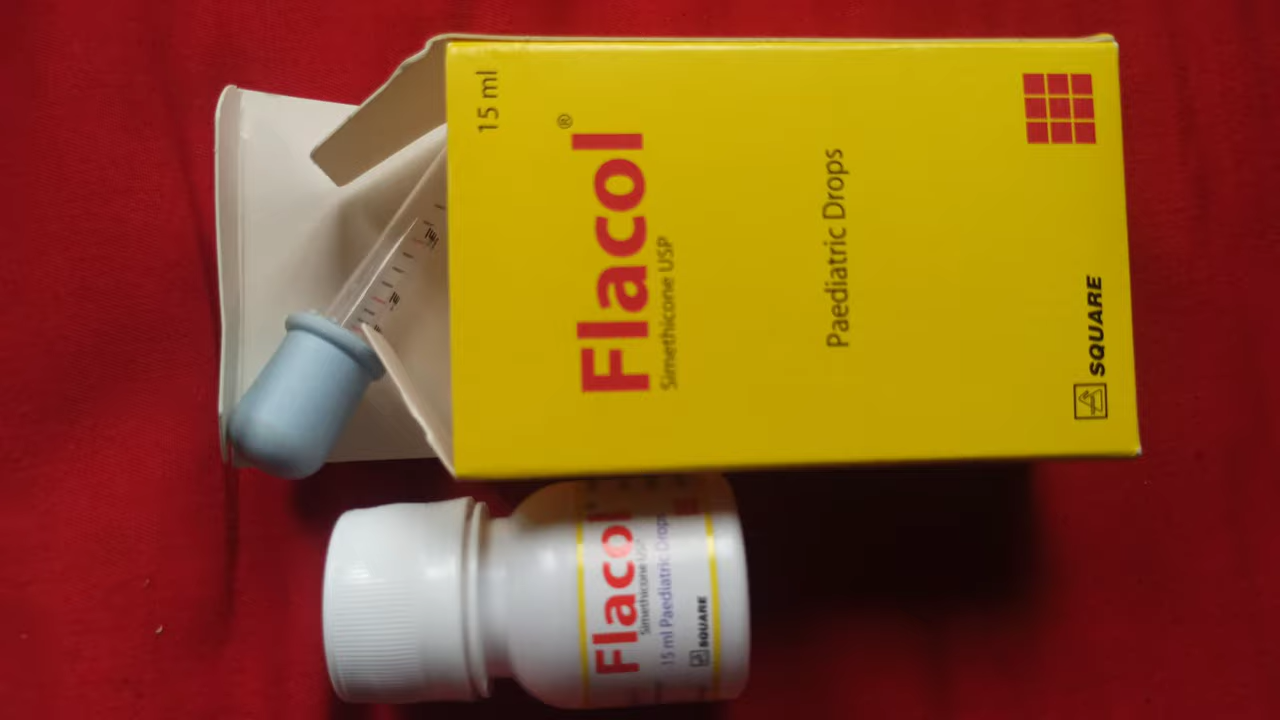 15 ml
Flacol®
Simethicone USP
Paediatric Drops
SQUARE
Flacol
Simethicone USP
15 ml Paediatric Drops
SQUARE